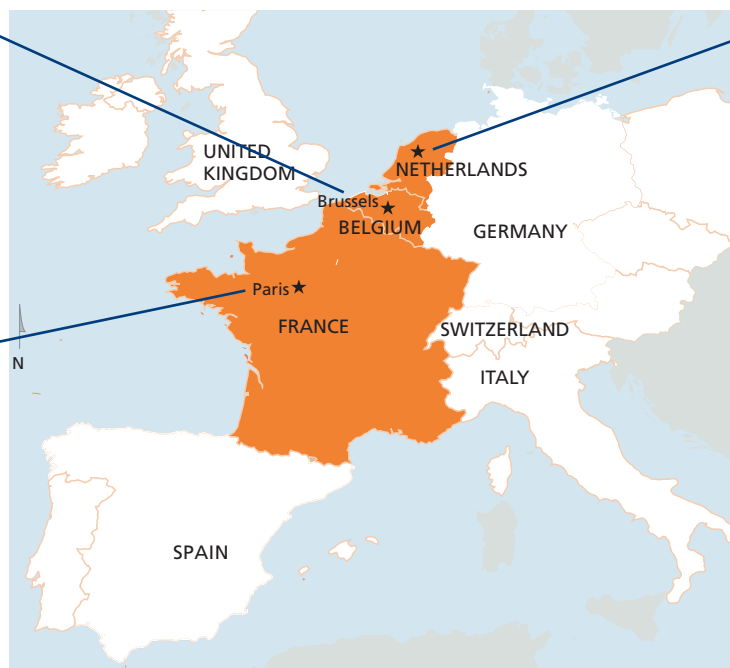 UNITED
KINGDOM
NETHERLANDS
Brussels
BELGIUM
GERMANY
Paris
FRANCE
SWITZERLAND
N
ITALY
SPAIN